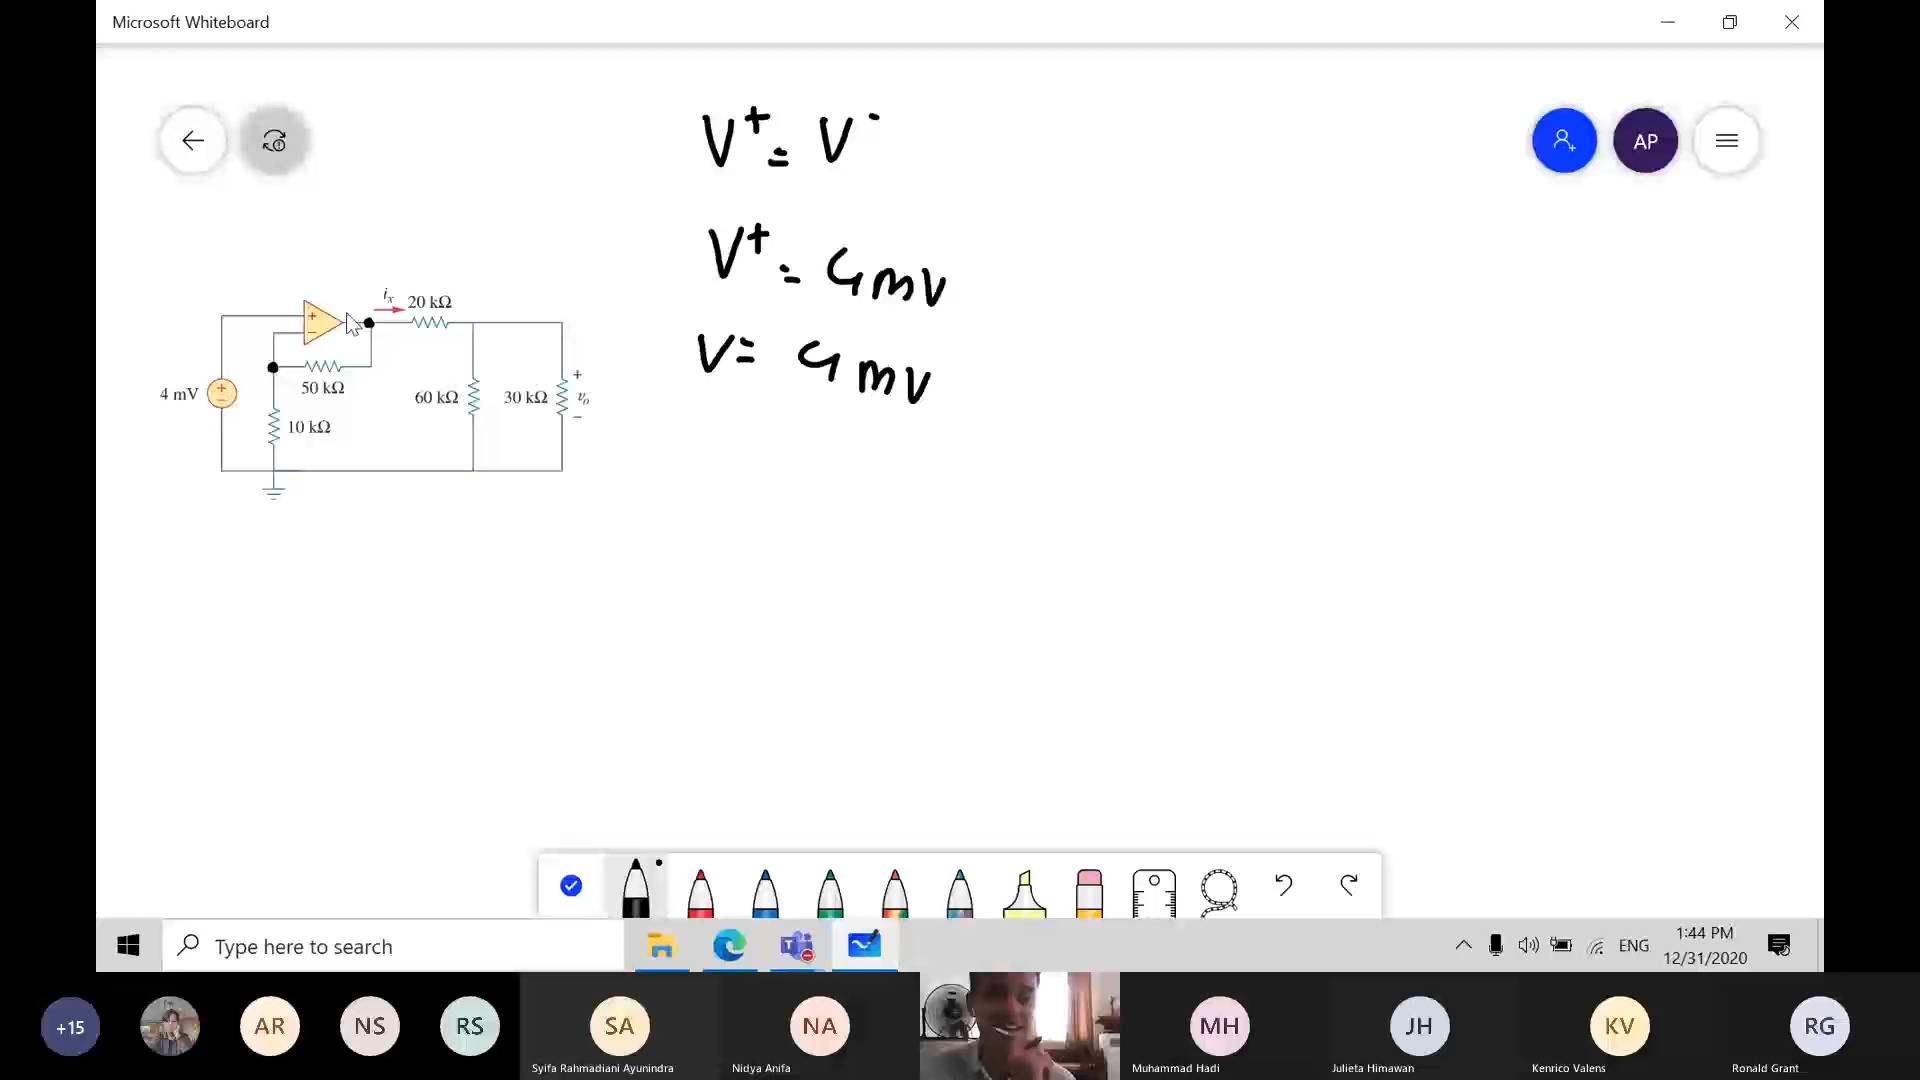 Microsoft Whiteboard
V⁺ = V⁻
AP
V⁺ = 4mV
iₓ 20 kΩ
+
−
V = 4 mV
50 kΩ
4 mV
+
−
60 kΩ
30 kΩ
+
vₒ
−
10 kΩ
Type here to search
T
ENG
1:44 PM
12/31/2020
+15
AR
NS
RS
SA
NA
MH
JH
KV
RG
Syifa Rahmadiani Ayunindra
Nidya Anifa
Muhammad Hadi
Julieta Himawan
Kenrico Valens
Ronald Grant...